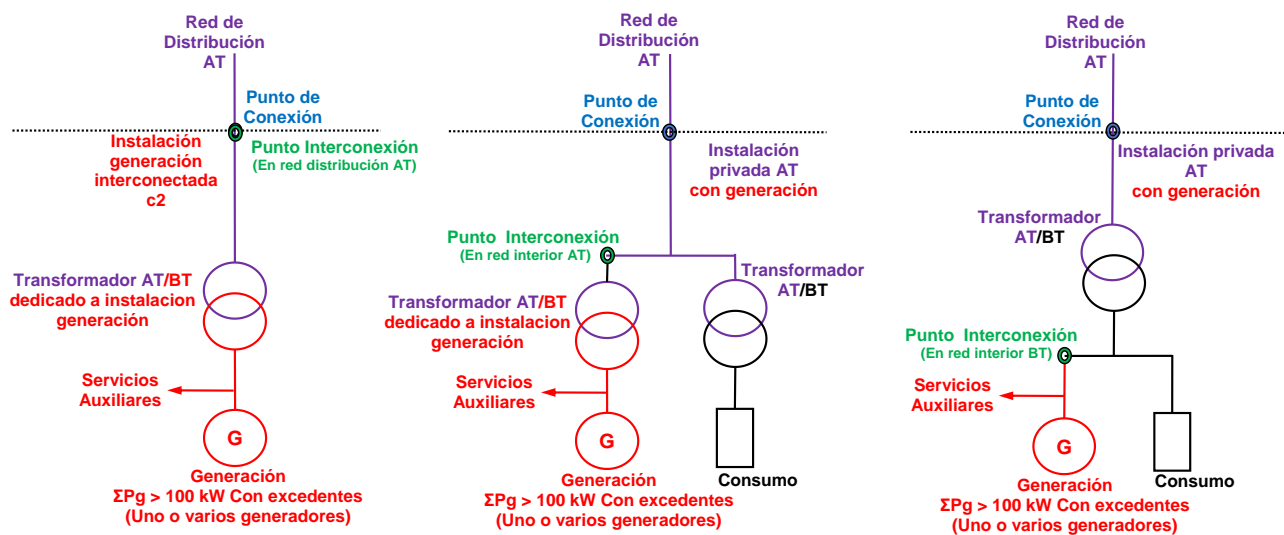 Red de
Distribución
AT
Punto de
Conexión
Instalación
generación
interconectada
c2
Punto Interconexión
(En red distribución AT)
Transformador AT/BT
dedicado a instalacion
generación
Servicios
Auxiliares
G
Generación
ΣPg > 100 kW Con excedentes
(Uno o varios generadores)
Red de
Distribución
AT
Punto de
Conexión
Instalación
privada AT
con generación
Punto Interconexión
(En red interior AT)
Transformador
AT/BT
Transformador AT/BT
dedicado a instalacion
generación
Servicios
Auxiliares
G
Consumo
Generación
ΣPg > 100 kW Con excedentes
(Uno o varios generadores)
Red de
Distribución
AT
Punto de
Conexión
Instalación privada
AT
con generación
Transformador
AT/BT
Punto Interconexión
(En red interior BT)
Servicios
Auxiliares
G
Consumo
Generación
ΣPg > 100 kW Con excedentes
(Uno o varios generadores)